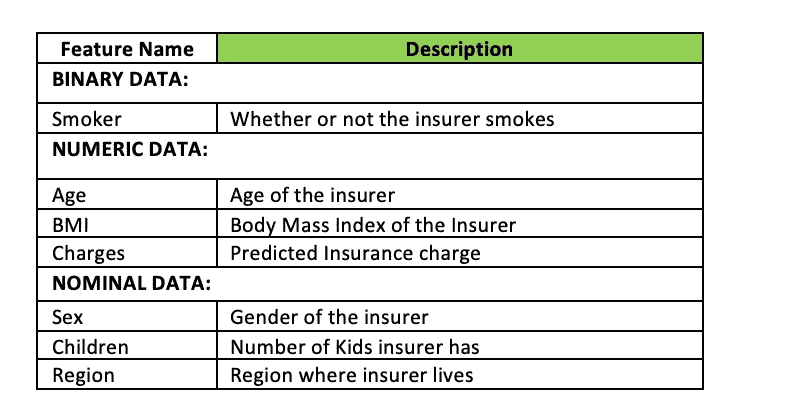 Feature Name Description
BINARY DATA:
Smoker Whether or not the insurer smokes
NUMERIC DATA:
Age Age of the insurer
BMI Body Mass Index of the Insurer
Charges Predicted Insurance charge
NOMINAL DATA:
Sex Gender of the insurer
Children Number of Kids insurer has
Region Region where insurer lives